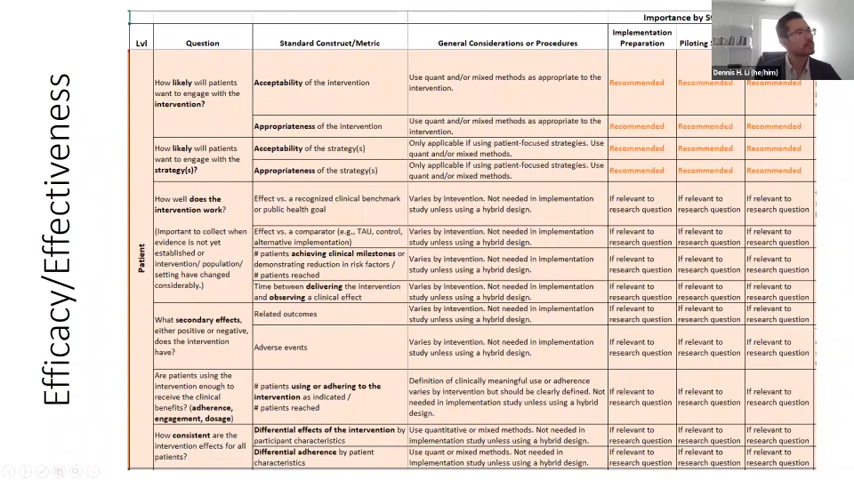 Efficacy/Effectiveness
Importance by St
Lvl
Question
Standard Construct/Metric
General Considerations or Procedures
Implementation
Preparation
Piloting
Dennis H. Li (he/him)
Patient
How likely will patients
want to engage with the
intervention?
Acceptability of the intervention
Use quant and/or mixed methods as appropriate to the
intervention.
Recommended
Recommended
Recommended
Appropriateness of the intervention
Use quant and/or mixed methods as appropriate to the
intervention.
Recommended
Recommended
Recommended
How likely will patients
want to engage with the
strategy(s)?
Acceptability of the strategy(s)
Only applicable if using patient-focused strategies. Use
quant and/or mixed methods.
Recommended
Recommended
Recommended
Appropriateness of the strategy(s)
Only applicable if using patient-focused strategies. Use
quant and/or mixed methods.
Recommended
Recommended
Recommended
How well does the
intervention work?
(Important to collect when
evidence is not yet
established or
intervention/ population/
setting have changed
considerably.)
Effect vs. a recognized clinical benchmark
or public health goal
Varies by intevention. Not needed in implementation
study unless using a hybrid design.
If relevant to
research question
If relevant to
research question
If relevant to
research question
Effect vs. a comparator (e.g., TAU, control,
alternative implementation)
Varies by intevention. Not needed in implementation
study unless using a hybrid design.
If relevant to
research question
If relevant to
research question
If relevant to
research question
# patients achieving clinical milestones or
demonstrating reduction in risk factors /
# patients reached
Varies by intevention. Not needed in implementation
study unless using a hybrid design.
If relevant to
research question
If relevant to
research question
If relevant to
research question
Time between delivering the intervention
and observing a clinical effect
Varies by intevention. Not needed in implementation
study unless using a hybrid design.
If relevant to
research question
If relevant to
research question
If relevant to
research question
What secondary effects,
either positive or negative,
does the intervention
have?
Related outcomes
Varies by intevention. Not needed in implementation
study unless using a hybrid design.
If relevant to
research question
If relevant to
research question
If relevant to
research question
Adverse events
Varies by intevention. Not needed in implementation
study unless using a hybrid design.
If relevant to
research question
If relevant to
research question
If relevant to
research question
Are patients using the
intervention enough to
receive the clinical
benefits? (adherence,
engagement, dosage)
# patients using or adhering to the
intervention as indicated /
# patients reached
Definition of clinically meaningful use or adherence
varies by intervention but should be clearly defined. Not
needed in implementation study unless using a hybrid
design.
If relevant to
research question
If relevant to
research question
If relevant to
research question
How consistent are the
intervention effects for all
patients?
Differential effects of the intervention by
participant characteristics
Use quantitative or mixed methods. Not needed in
implementation study unless using a hybrid design.
If relevant to
research question
If relevant to
research question
If relevant to
research question
Differential adherence by patient
characteristics
Use quant or mixed methods. Not needed in
implementation study unless using a hybrid design.
If relevant to
research question
If relevant to
research question
If relevant to
research question